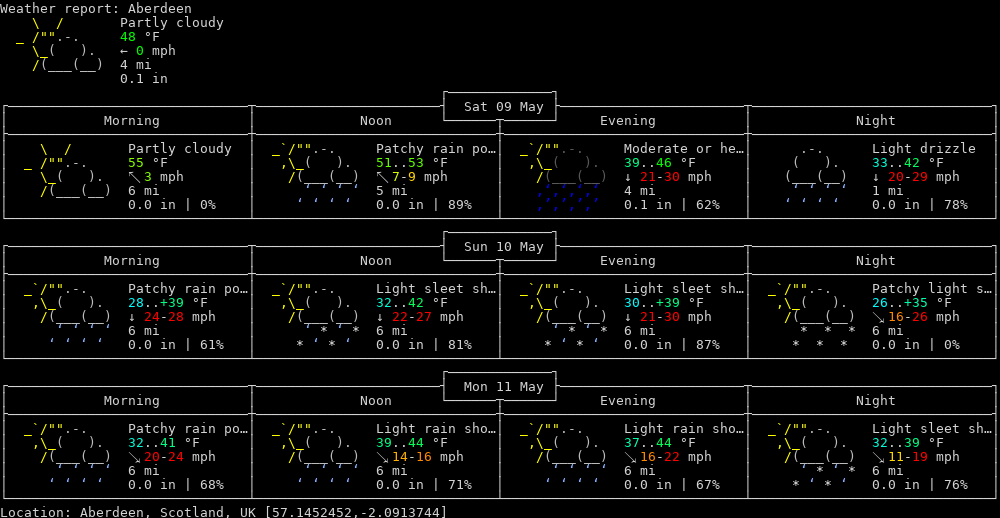 Weather report: Aberdeen
Partly cloudy
48 °F
← 0 mph
4 mi
0.1 in
Sat 09 May
Morning Noon Evening Night
Partly cloudy Patchy rain po… Moderate or he… Light drizzle
55 °F 51..53 °F 39..46 °F 33..42 °F
↖ 3 mph ↖ 7-9 mph ↓ 21-30 mph ↓ 20-29 mph
6 mi 5 mi 4 mi 1 mi
0.0 in | 0% 0.0 in | 89% 0.1 in | 62% 0.0 in | 78%
Sun 10 May
Morning Noon Evening Night
Patchy rain po… Light sleet sh… Light sleet sh… Patchy light s…
28..+39 °F 32..42 °F 30..+39 °F 26..+35 °F
↓ 24-28 mph ↓ 22-27 mph ↓ 21-30 mph ↘ 16-26 mph
6 mi 6 mi 6 mi 6 mi
0.0 in | 61% 0.0 in | 81% 0.0 in | 87% 0.0 in | 0%
Mon 11 May
Morning Noon Evening Night
Patchy rain po… Light rain sho… Light rain sho… Light sleet sh…
32..41 °F 39..44 °F 37..44 °F 32..39 °F
↘ 20-24 mph ↘ 14-16 mph ↘ 16-22 mph ↘ 11-19 mph
6 mi 6 mi 6 mi 6 mi
0.0 in | 68% 0.0 in | 71% 0.0 in | 67% 0.0 in | 76%
Location: Aberdeen, Scotland, UK [57.1452452,-2.0913744]